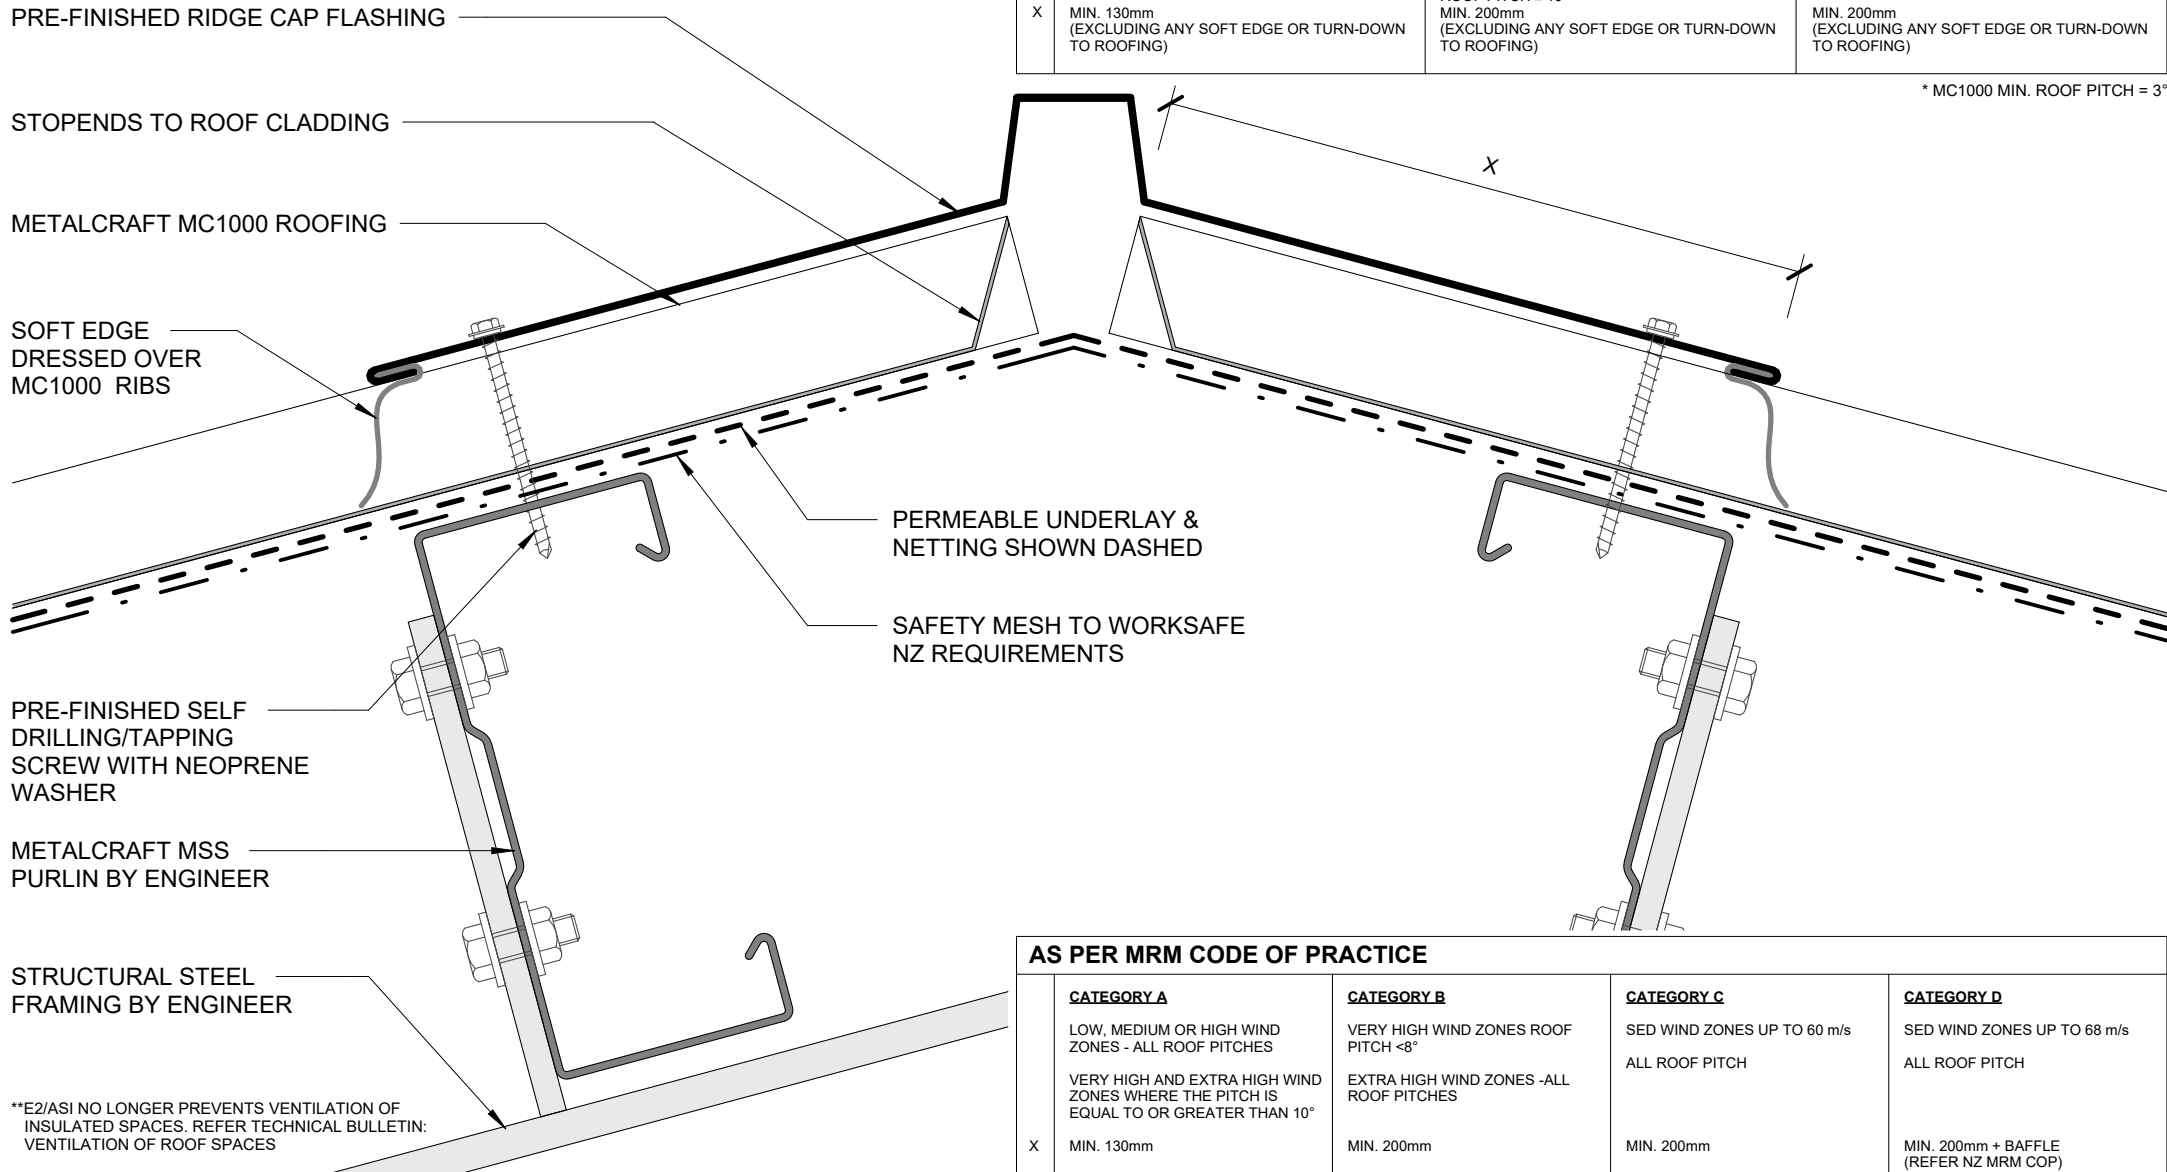 PRE-FINISHED RIDGE CAP FLASHING
STOPENDS TO ROOF CLADDING
METALCRAFT MC1000 ROOFING
SOFT EDGE
DRESSED OVER
MC1000 RIBS
PRE-FINISHED SELF
DRILLING/TAPPING
SCREW WITH NEOPRENE
WASHER
METALCRAFT MSS
PURLIN BY ENGINEER
STRUCTURAL STEEL
FRAMING BY ENGINEER
**E2/ASI NO LONGER PREVENTS VENTILATION OF
INSULATED SPACES. REFER TECHNICAL BULLETIN:
VENTILATION OF ROOF SPACES
X
MIN. 130mm
(EXCLUDING ANY SOFT EDGE OR TURN-DOWN
TO ROOFING)
MIN. 200mm
(EXCLUDING ANY SOFT EDGE OR TURN-DOWN
TO ROOFING)
MIN. 200mm
(EXCLUDING ANY SOFT EDGE OR TURN-DOWN
TO ROOFING)
* MC1000 MIN. ROOF PITCH = 3°
X
PERMEABLE UNDERLAY &
NETTING SHOWN DASHED
SAFETY MESH TO WORKSAFE
NZ REQUIREMENTS
AS PER MRM CODE OF PRACTICE
CATEGORY A
LOW, MEDIUM OR HIGH WIND
ZONES - ALL ROOF PITCHES
VERY HIGH AND EXTRA HIGH WIND
ZONES WHERE THE PITCH IS
EQUAL TO OR GREATER THAN 10°
CATEGORY B
VERY HIGH WIND ZONES ROOF
PITCH <8°
EXTRA HIGH WIND ZONES -ALL
ROOF PITCHES
CATEGORY C
SED WIND ZONES UP TO 60 m/s
ALL ROOF PITCH
CATEGORY D
SED WIND ZONES UP TO 68 m/s
ALL ROOF PITCH
X
MIN. 130mm
MIN. 200mm
MIN. 200mm
MIN. 200mm + BAFFLE
(REFER NZ MRM COP)